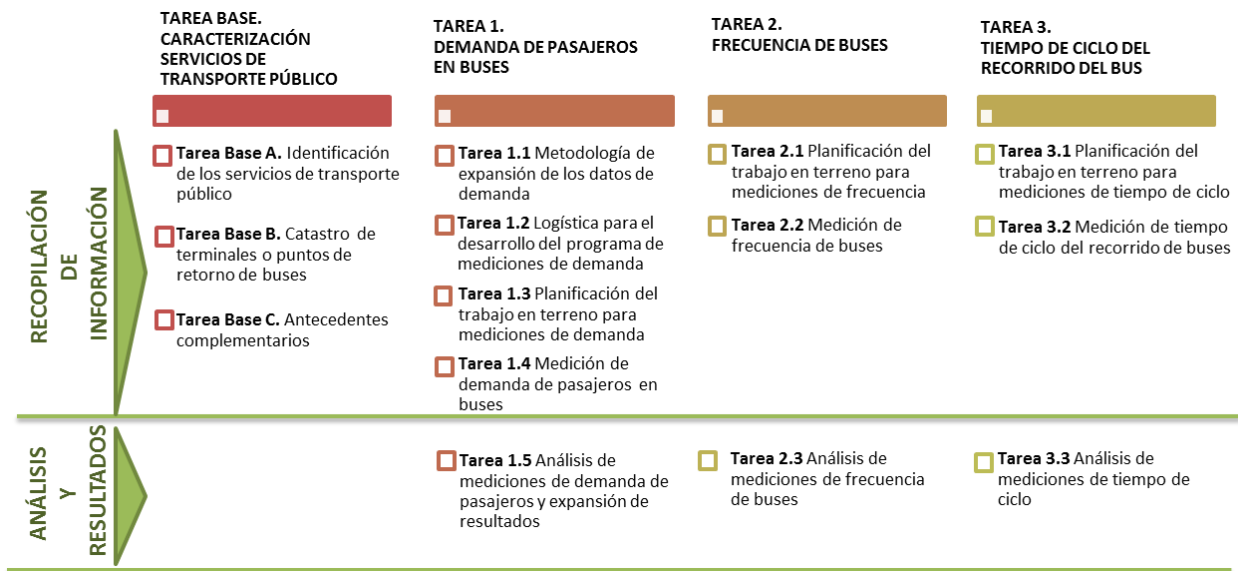 TAREA BASE.
CARACTERIZACIÓN
SERVICIOS DE
TRANSPORTE PÚBLICO
TAREA 1.
DEMANDA DE PASAJEROS
EN BUSES
TAREA 2.
FRECUENCIA DE BUSES
TAREA 3.
TIEMPO DE CICLO DEL
RECORRIDO DEL BUS
RECOPILACIÓN
DE
INFORMACIÓN
Tarea Base A. Identificación
de los servicios de transporte
público
Tarea Base B. Catastro de
terminales o puntos de
retorno de buses
Tarea Base C. Antecedentes
complementarios
Tarea 1.1 Metodología de
expansión de los datos de
demanda
Tarea 1.2 Logística para el
desarrollo del programa de
mediciones de demanda
Tarea 1.3 Planificación del
trabajo en terreno para
mediciones de demanda
Tarea 1.4 Medición de
demanda de pasajeros en
buses
Tarea 2.1 Planificación del
trabajo en terreno para
mediciones de frecuencia
Tarea 2.2 Medición de
frecuencia de buses
Tarea 3.1 Planificación del
trabajo en terreno para
mediciones de tiempo de ciclo
Tarea 3.2 Medición de tiempo
de ciclo del recorrido de buses
ANÁLISIS
Y
RESULTADOS
Tarea 1.5 Análisis de
mediciones de demanda de
pasajeros y expansión de
resultados
Tarea 2.3 Análisis de
mediciones de frecuencia
de buses
Tarea 3.3 Análisis de
mediciones de tiempo de
ciclo